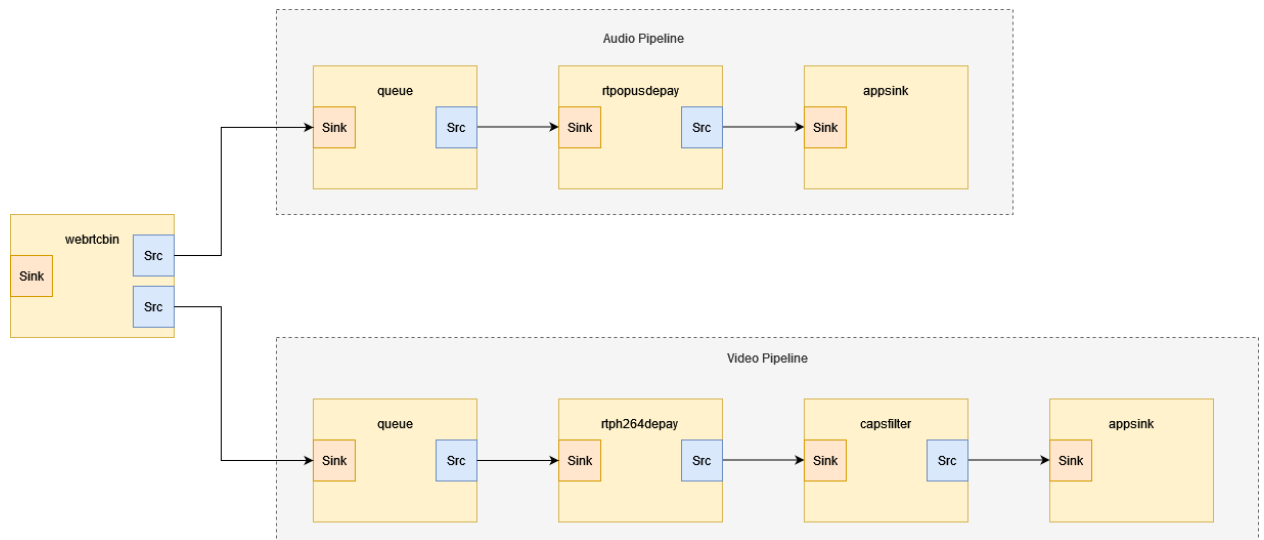 Audio Pipeline
queue
rtpopusdepay
appsink
Sink
Src
Sink
Src
Sink
webrtcbin
Src
Sink
Src
Video Pipeline
queue
rtph264depay
capsfilter
appsink
Sink
Src
Sink
Src
Sink
Src
Sink